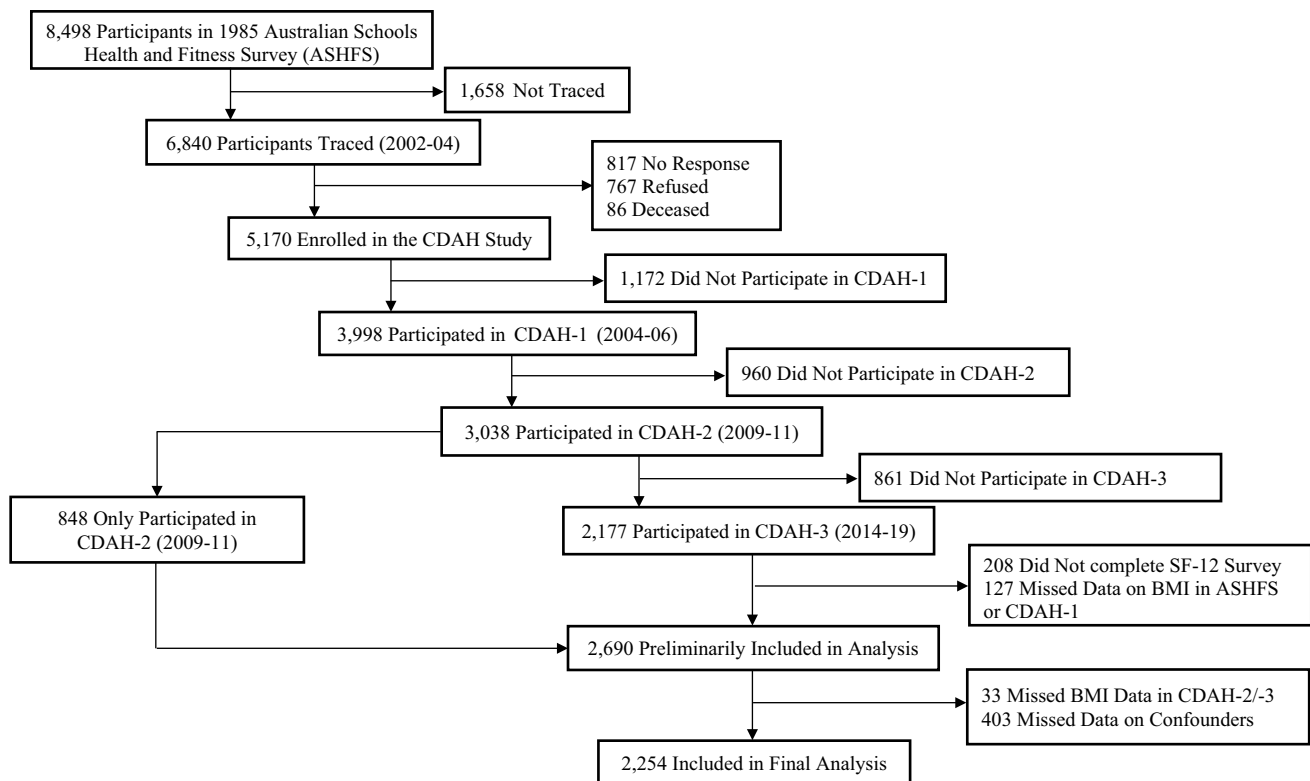 8,498 Participants in 1985 Australian Schools
Health and Fitness Survey (ASHFS)
1,658 Not Traced
6,840 Participants Traced (2002-04)
817 No Response
767 Refused
86 Deceased
5,170 Enrolled in the CDAH Study
1,172 Did Not Participate in CDAH-1
3,998 Participated in CDAH-1 (2004-06)
960 Did Not Participate in CDAH-2
3,038 Participated in CDAH-2 (2009-11)
861 Did Not Participate in CDAH-3
848 Only Participated in
CDAH-2 (2009-11)
2,177 Participated in CDAH-3 (2014-19)
208 Did Not complete SF-12 Survey
127 Missed Data on BMI in ASHFS
or CDAH-1
2,690 Preliminarily Included in Analysis
33 Missed BMI Data in CDAH-2/-3
403 Missed Data on Confounders
2,254 Included in Final Analysis